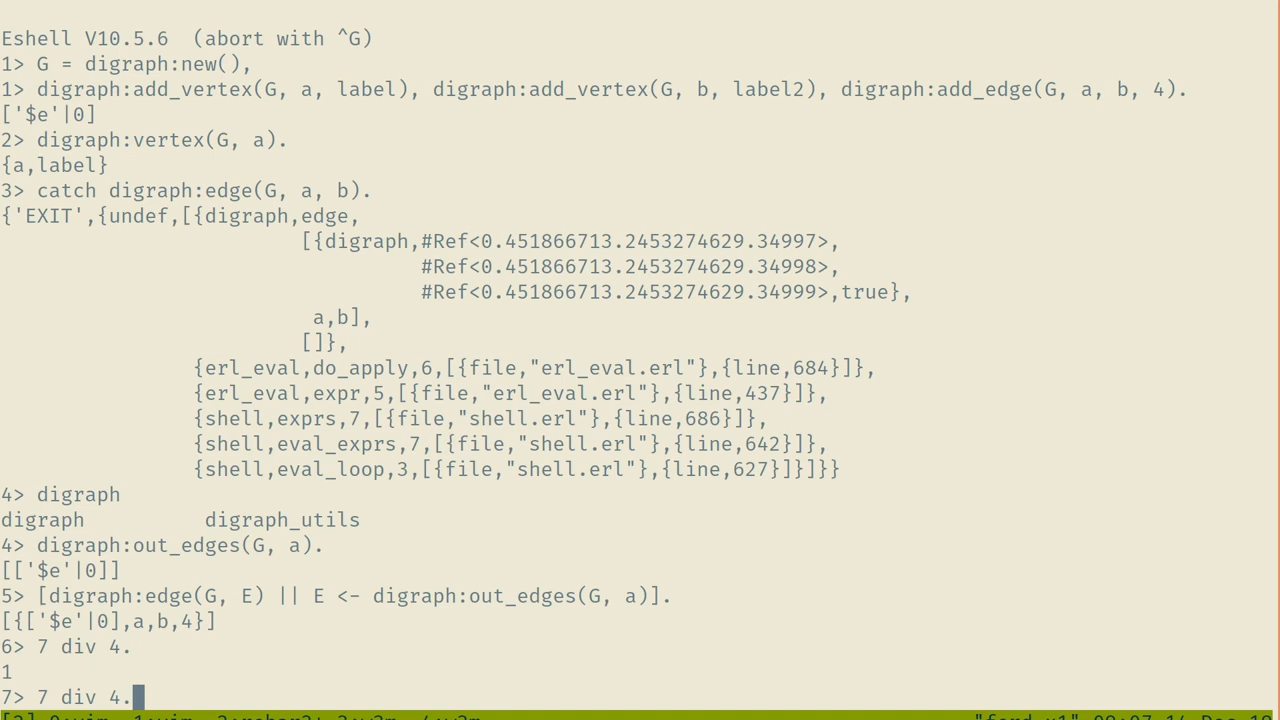 Eshell V10.5.6  (abort with ^G)
1> G = digraph:new(),
1> digraph:add_vertex(G, a, label), digraph:add_vertex(G, b, label2), digraph:add_edge(G, a, b, 4).
['$e'|0]
2> digraph:vertex(G, a).
{a,label}
3> catch digraph:edge(G, a, b).
{'EXIT',{undef,[{digraph,edge,
                         [{digraph,#Ref<0.451866713.2453274629.34997>,
                                   #Ref<0.451866713.2453274629.34998>,
                                   #Ref<0.451866713.2453274629.34999>,true},
                          a,b],
                         []},
                {erl_eval,do_apply,6,[{file,"erl_eval.erl"},{line,684}]},
                {erl_eval,expr,5,[{file,"erl_eval.erl"},{line,437}]},
                {shell,exprs,7,[{file,"shell.erl"},{line,686}]},
                {shell,eval_exprs,7,[{file,"shell.erl"},{line,642}]},
                {shell,eval_loop,3,[{file,"shell.erl"},{line,627}]}]}}
4> digraph
digraph          digraph_utils
4> digraph:out_edges(G, a).
[['$e'|0]]
5> [digraph:edge(G, E) || E <- digraph:out_edges(G, a)].
[{['$e'|0],a,b,4}]
6> 7 div 4.
1
7> 7 div 4.